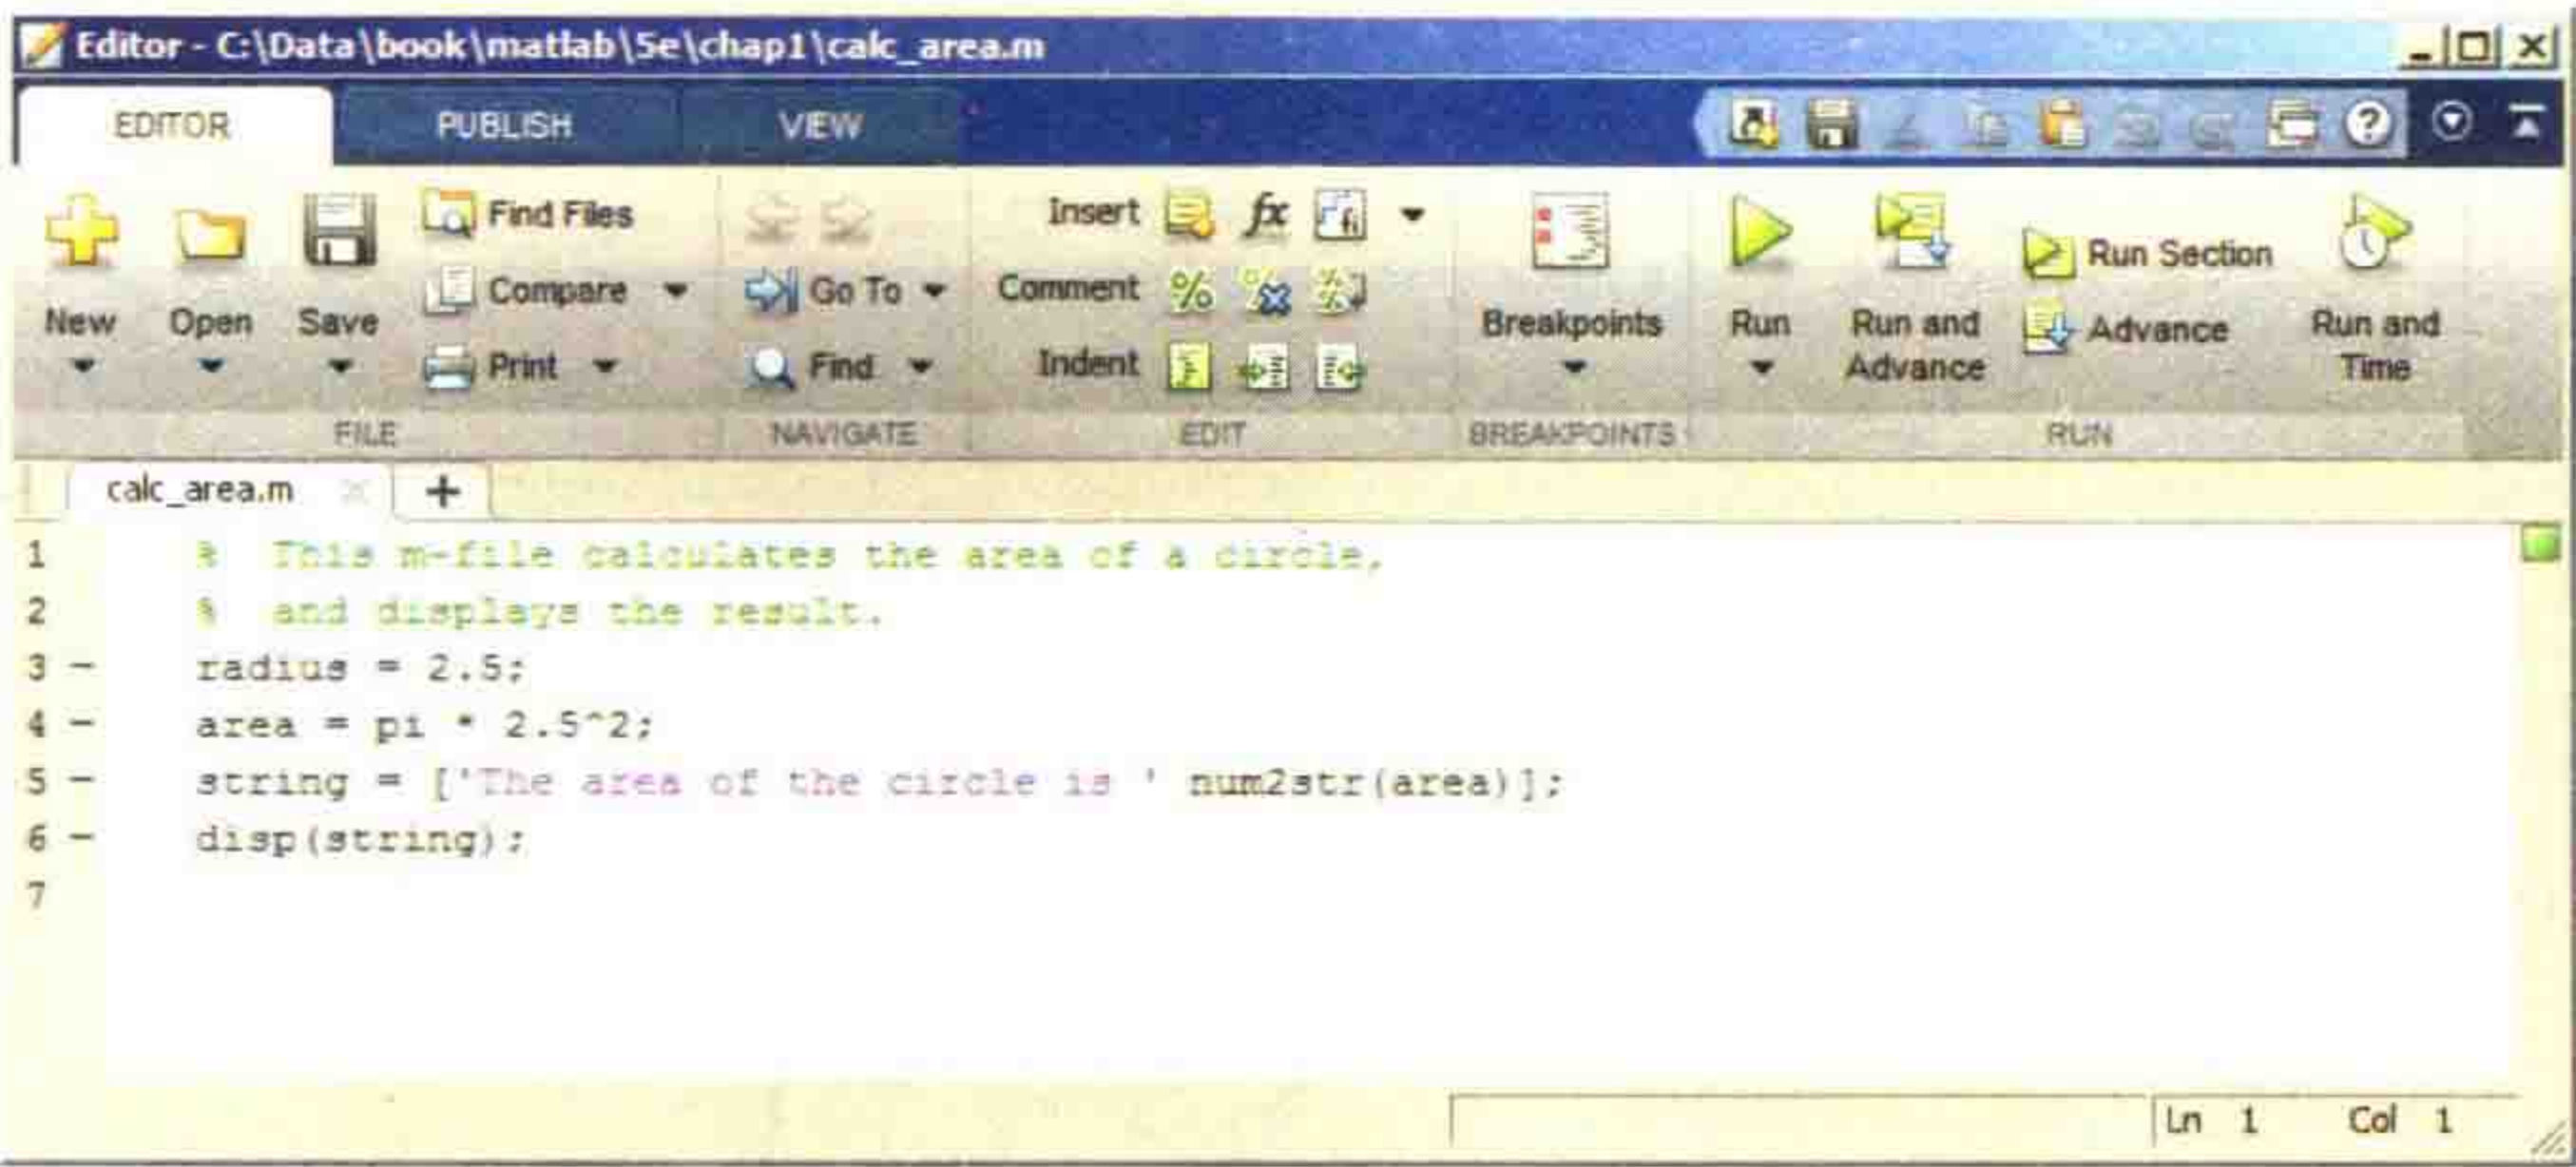 Editor - C:\Data\book\matlab\5e\chap1\calc_area.m
EDITOR PUBLISH VIEW
New Open Save Find Files Compare Print
Go To Find
Insert fx fi
Comment % % %
Indent
Breakpoints
Run Run and Advance Run Section Advance Run and Time
FILE NAVIGATE EDIT BREAKPOINTS RUN
calc_area.m +
1 % This m-file calculates the area of a circle,
2 % and displays the result.
3 – radius = 2.5;
4 – area = pi * 2.5^2;
5 – string = ['The area of the circle is ' num2str(area)];
6 – disp(string);
7
Ln 1 Col 1